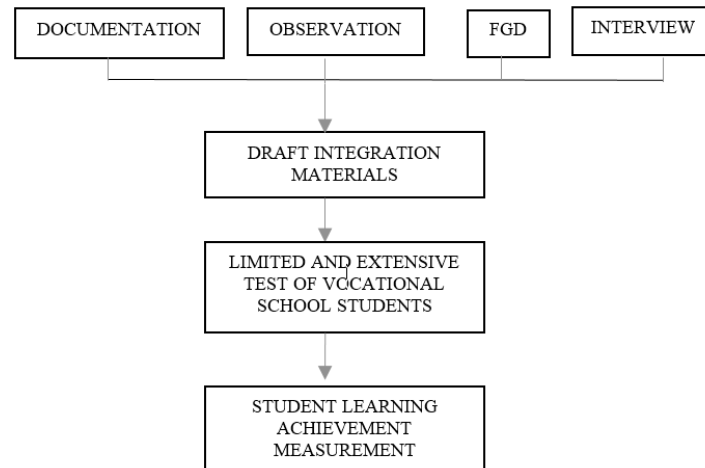 DOCUMENTATION
OBSERVATION
FGD
INTERVIEW
DRAFT INTEGRATION
MATERIALS
LIMITED AND EXTENSIVE
TEST OF VOCATIONAL
SCHOOL STUDENTS
STUDENT LEARNING
ACHIEVEMENT
MEASUREMENT